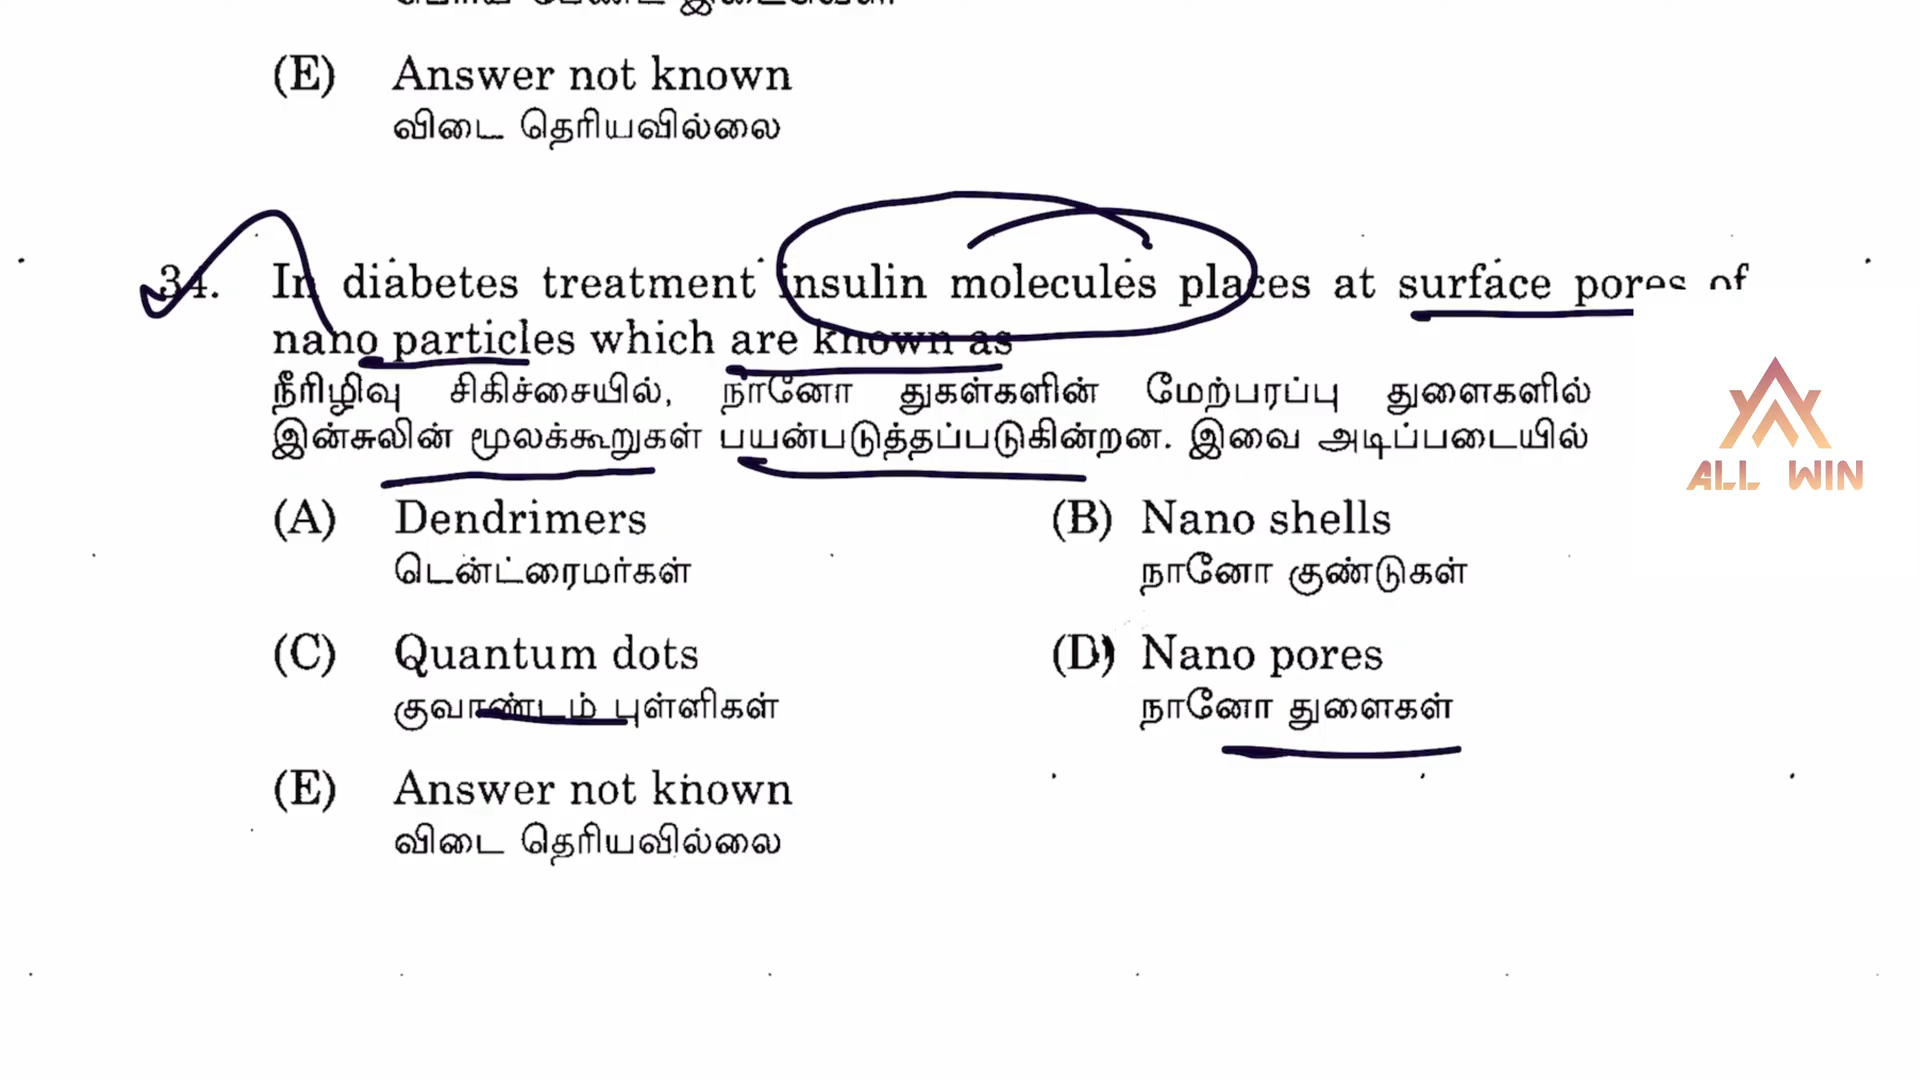 (E) Answer not known
விடை தெரியவில்லை
34. In diabetes treatment insulin molecules places at surface pores of
nano particles which are known as
நீரிழிவு சிகிச்சையில், நானோ துகள்களின் மேற்பரப்பு துளைகளில்
இன்சுலின் மூலக்கூறுகள் பயன்படுத்தப்படுகின்றன. இவை அடிப்படையில்
ALL WIN
(A) Dendrimers (B) Nano shells
டென்ட்ரைமர்கள் நானோ குண்டுகள்
(C) Quantum dots (D) Nano pores
குவாண்டம் புள்ளிகள் நானோ துளைகள்
(E) Answer not known
விடை தெரியவில்லை